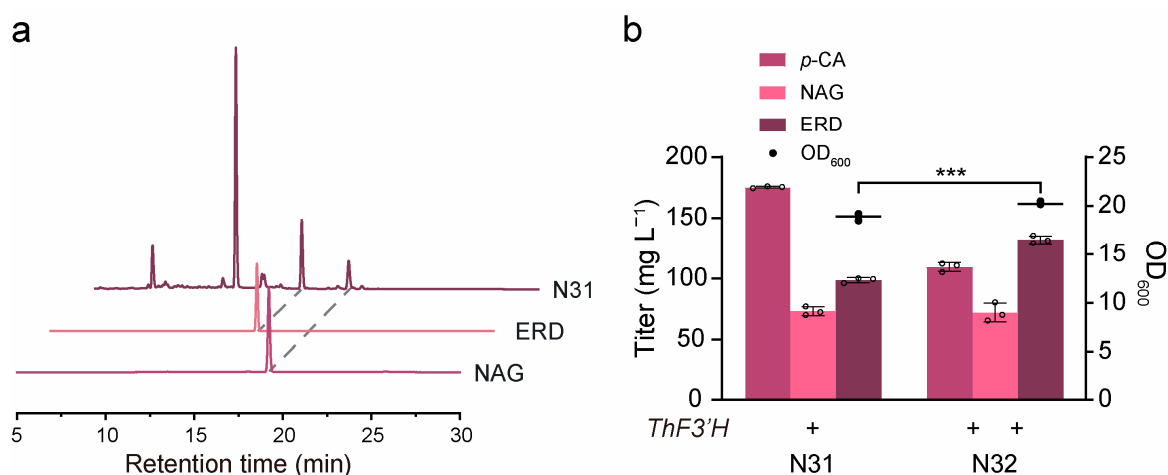 a
N31
ERD
NAG
5 10 15 20 25 30
Retention time (min)
b
p-CA
NAG
ERD
OD600
***
200
150
100
50
0
Titer (mg L−1)
25
20
15
10
5
0
OD600
ThF3'H + + +
N31 N32